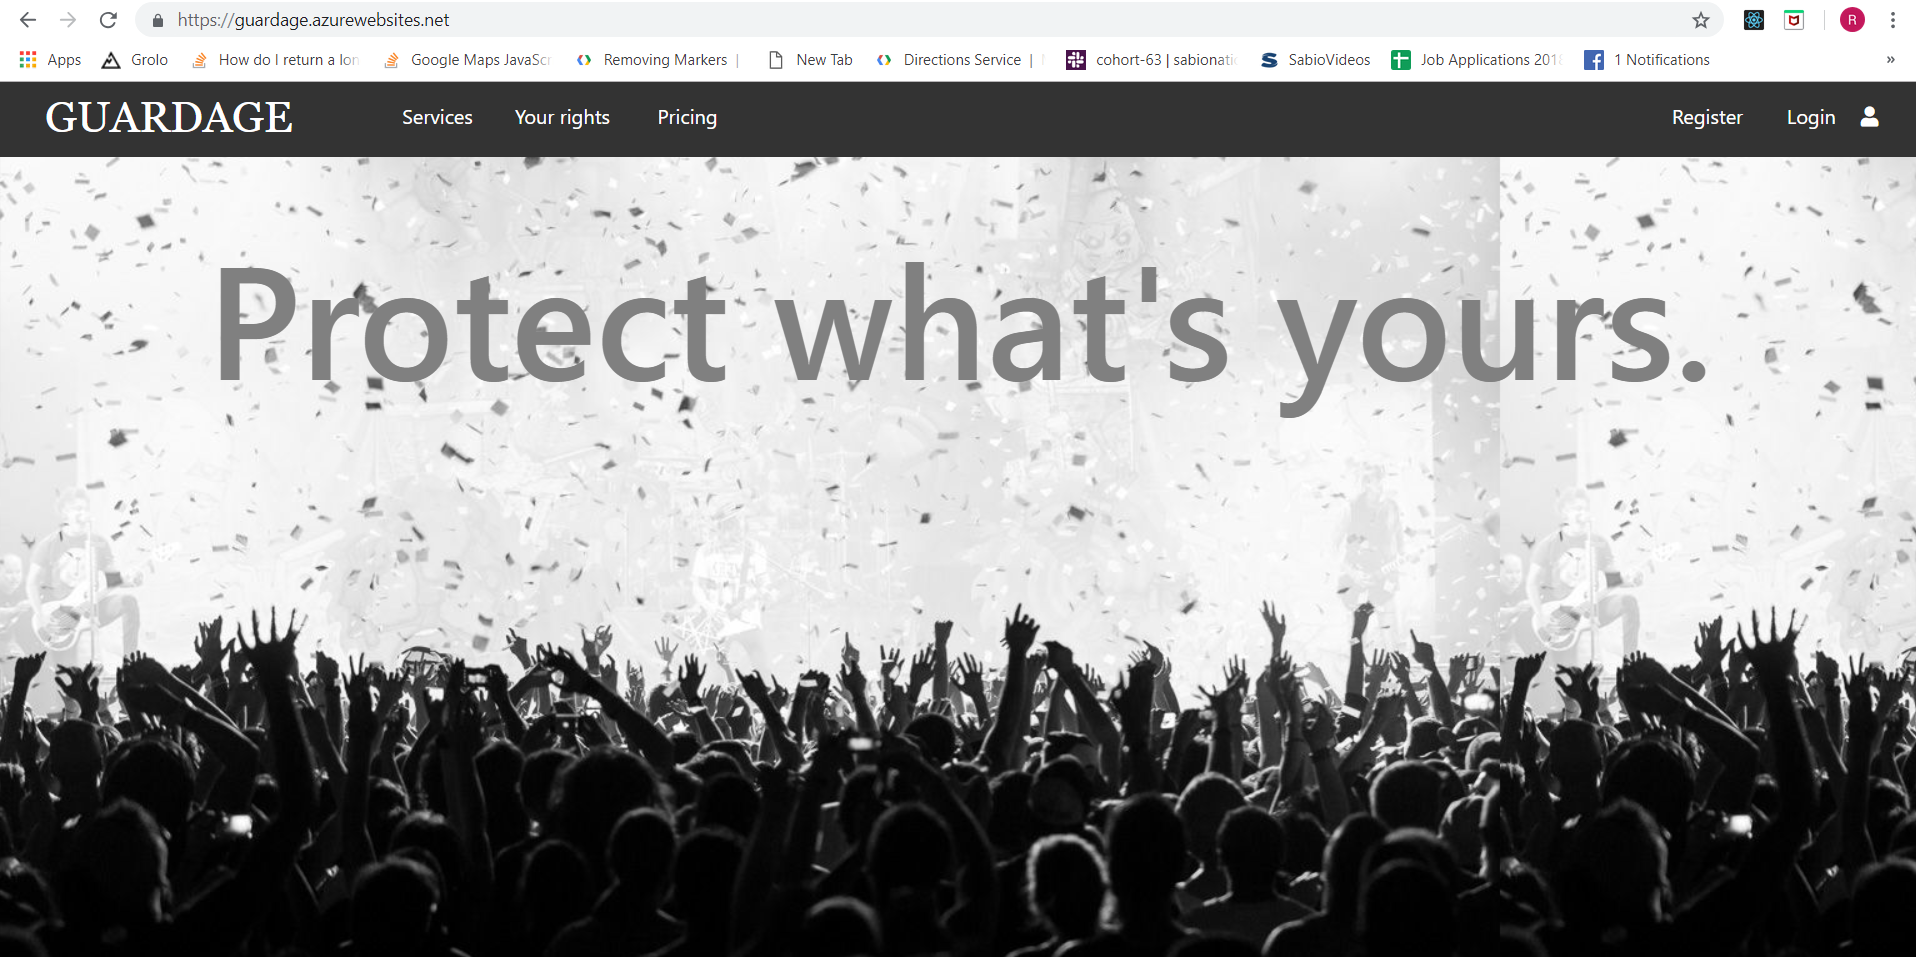 https://guardage.azurewebsites.net
R
Apps Grolo How do I return a lon Google Maps JavaScr Removing Markers | New Tab Directions Service | cohort-63 | sabionati SabioVideos Job Applications 2018 1 Notifications »
GUARDAGE Services Your rights Pricing Register Login
Protect what's yours.